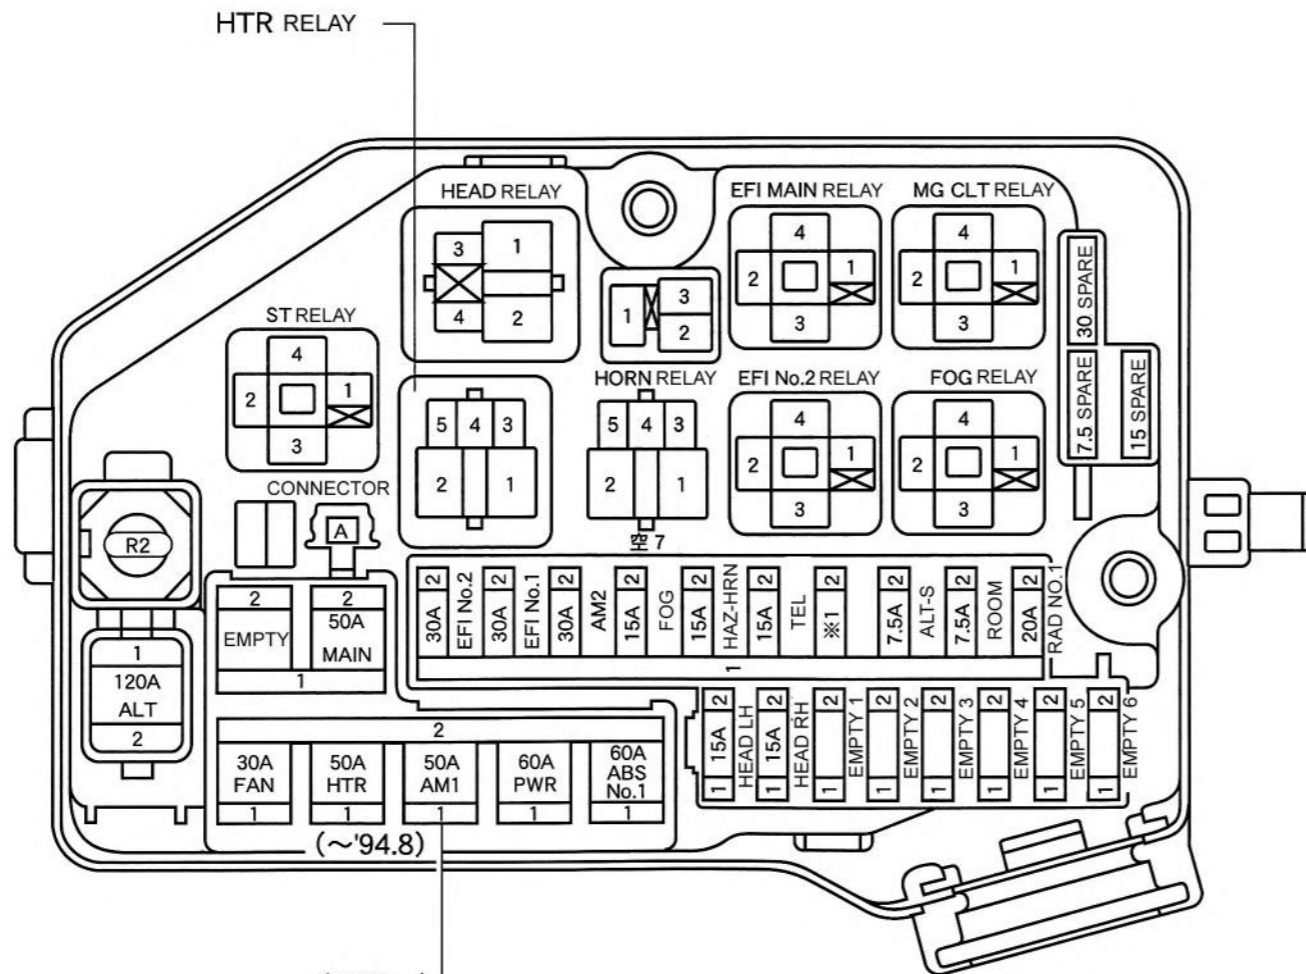 HTR RELAY
HEAD RELAY
3 1
4 2
EFI MAIN RELAY
4
2 1
3
MG CLT RELAY
4
2 1
3
30 SPARE
7.5 SPARE
15 SPARE
ST RELAY
4
2 1
3
1 3
2
HORN RELAY
5 4 3
2 1
5 4 3
2 1
空 7
EFI No.2 RELAY
4
2 1
3
FOG RELAY
4
2 1
3
CONNECTOR
A
R2
1
120A
ALT
2
2
EMPTY
2
50A
MAIN
1
2 30A EFI No.2
2 30A EFI No.1
2 30A AM2
2 15A FOG
2 15A HAZ-HRN
2 15A TEL
2 ※1
2 7.5A ALT-S
2 7.5A ROOM
2 20A RAD NO.1
1
2
30A
FAN
1
50A
HTR
1
50A
AM1
1
60A
PWR
1
60A
ABS
No.1
1
(～'94.8)
1 15A 2 HEAD LH
1 15A 2 HEAD RH
1 2 EMPTY 1
1 2 EMPTY 2
1 2 EMPTY 3
1 2 EMPTY 4
1 2 EMPTY 5
1 2 EMPTY 6